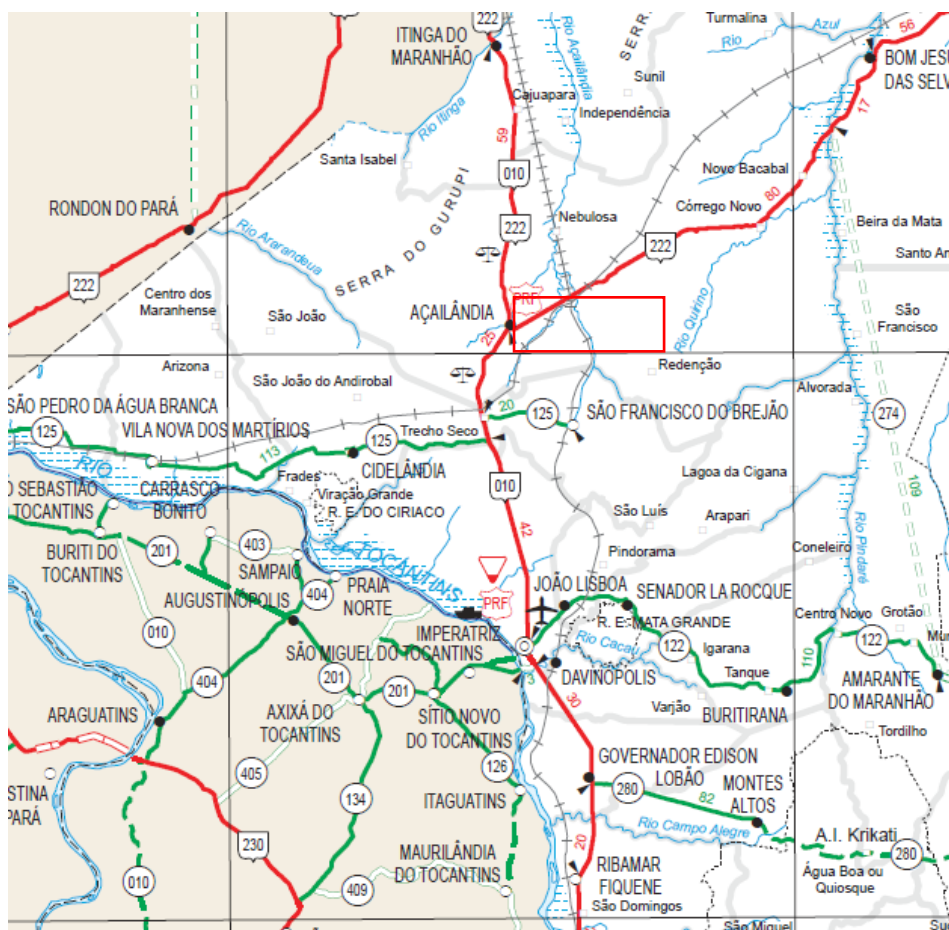 222
222
ITINGA DO
MARANHÃO
Turmalina
Azul
Rio
56
BOM JESU
DAS SELV
SERRA
Rio Açailândia
Sunil
Cajuapara
Independência
17
Rio Itinga
59
Santa Isabel
010
Novo Bacabal
80
RONDON DO PARÁ
SERRA DO GURUPI
Córrego Novo
Nebulosa
Beira da Mata
222
222
Santo An
Rio Ararandeua
222
Centro dos
Maranhense
PRF
Rio Quirino
AÇAILÂNDIA
São João
São
Francisco
25
Arizona
Redenção
São João do Andirobal
Alvorada
SÃO PEDRO DA ÁGUA BRANCA
20
125
SÃO FRANCISCO DO BREJÃO
274
125
VILA NOVA DOS MARTÍRIOS
Trecho Seco
125
113
RIO
CIDELÂNDIA
Frades
Lagoa da Cigana
O SEBASTIÃO
TOCANTINS
CARRASCO
BONITO
Viração Grande
R. E. DO CIRIACO
010
109
São Luís
Arapari
42
Rio Pindaré
BURITI DO
TOCANTINS
201
403
SAMPAIO
TOCANTINS
Pindorama
Coneleiro
404
PRAIA
NORTE
JOÃO LISBOA
SENADOR LA ROCQUE
AUGUSTINÓPOLIS
PRF
010
IMPERATRIZ
R. E. MATA GRANDE
Centro Novo
Grotão
Rio Cacau
122
122
Mun
SÃO MIGUEL DO TOCANTINS
Igarana
110
404
201
201
3
DAVINÓPOLIS
Tanque
AMARANTE
DO MARANHÃO
ARAGUATINS
AXIXÁ DO
TOCANTINS
SÍTIO NOVO
DO TOCANTINS
30
Varjão
BURITIRANA
Tordilho
405
126
GOVERNADOR EDISON
LOBÃO
MONTES
ALTOS
STINA
PARÁ
134
ITAGUATINS
280
82
Rio Campo Alegre
230
MAURILÂNDIA
DO TOCANTINS
20
A.I. Krikati
280
010
409
RIBAMAR
FIQUENE
Água Boa ou
Quiosque
São Domingos
São Miguel
Su